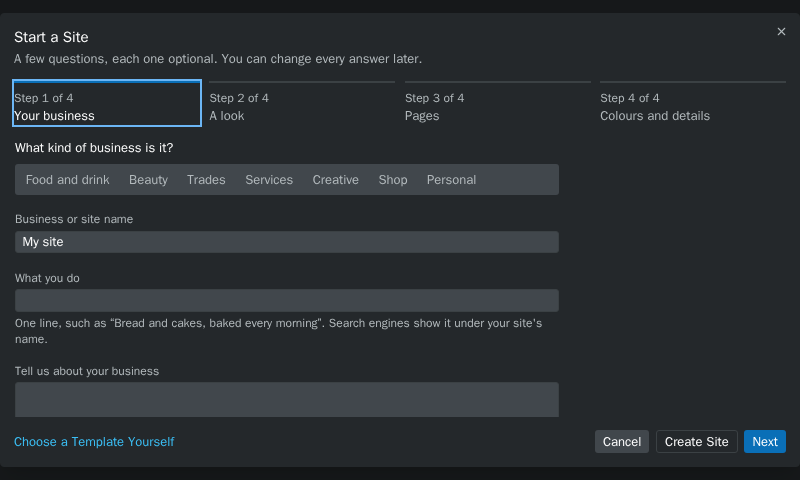 Start a Site
A few questions, each one optional. You can change every answer later.
Step 1 of 4
Your business
Step 2 of 4
A look
Step 3 of 4
Pages
Step 4 of 4
Colours and details
What kind of business is it?
Food and drink Beauty Trades Services Creative Shop Personal
Business or site name
My site
What you do
One line, such as “Bread and cakes, baked every morning”. Search engines show it under your site's
name.
Tell us about your business
Choose a Template Yourself
Cancel Create Site Next